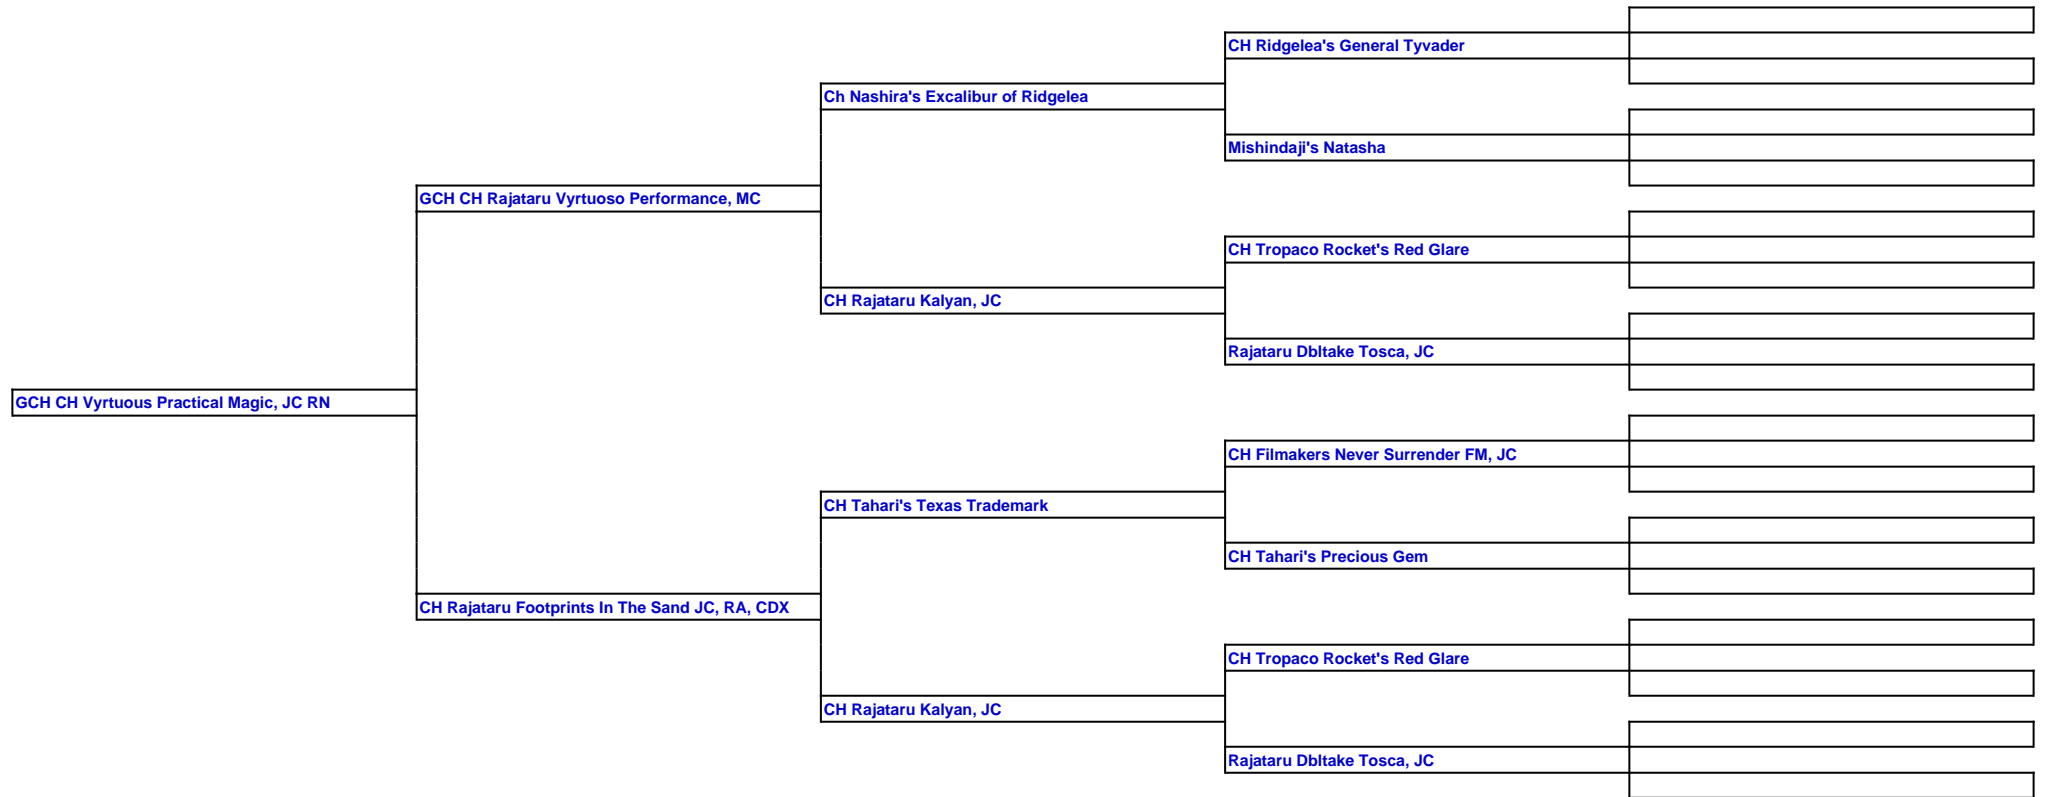 CH Ridgelea's General Tyvader
Ch Nashira's Excalibur of Ridgelea
Mishindaji's Natasha
GCH CH Rajataru Vyrtuoso Performance, MC
CH Tropaco Rocket's Red Glare
CH Rajataru Kalyan, JC
Rajataru Dbltake Tosca, JC
GCH CH Vyrtuous Practical Magic, JC RN
CH Filmakers Never Surrender FM, JC
CH Tahari's Texas Trademark
CH Tahari's Precious Gem
CH Rajataru Footprints In The Sand JC, RA, CDX
CH Tropaco Rocket's Red Glare
CH Rajataru Kalyan, JC
Rajataru Dbltake Tosca, JC